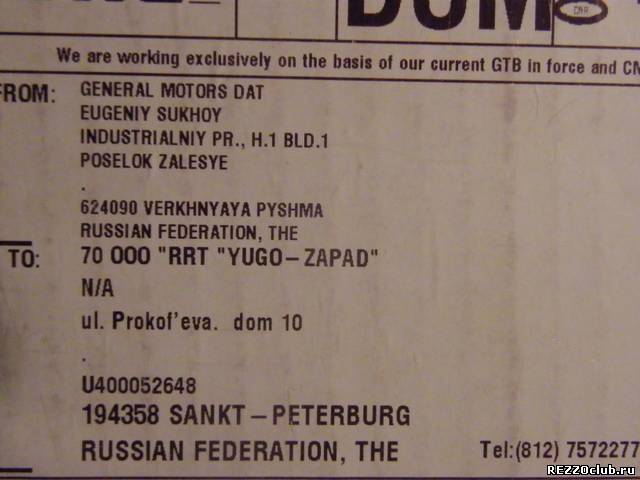 DOM
We are working exclusively on the basis of our current GTB in force and CM
FROM: GENERAL MOTORS DAT
EUGENIY SUKHOY
INDUSTRIALNIY PR., H.1 BLD.1
POSELOK ZALESYE
.
624090 VERKHNYAYA PYSHMA
RUSSIAN FEDERATION, THE
TO: 70 000 "RRT "YUGO-ZAPAD"
N/A
ul. Prokof'eva. dom 10
.
U400052648
194358 SANKT-PETERBURG
RUSSIAN FEDERATION, THE Tel:(812) 7572277
REZZOclub.ru